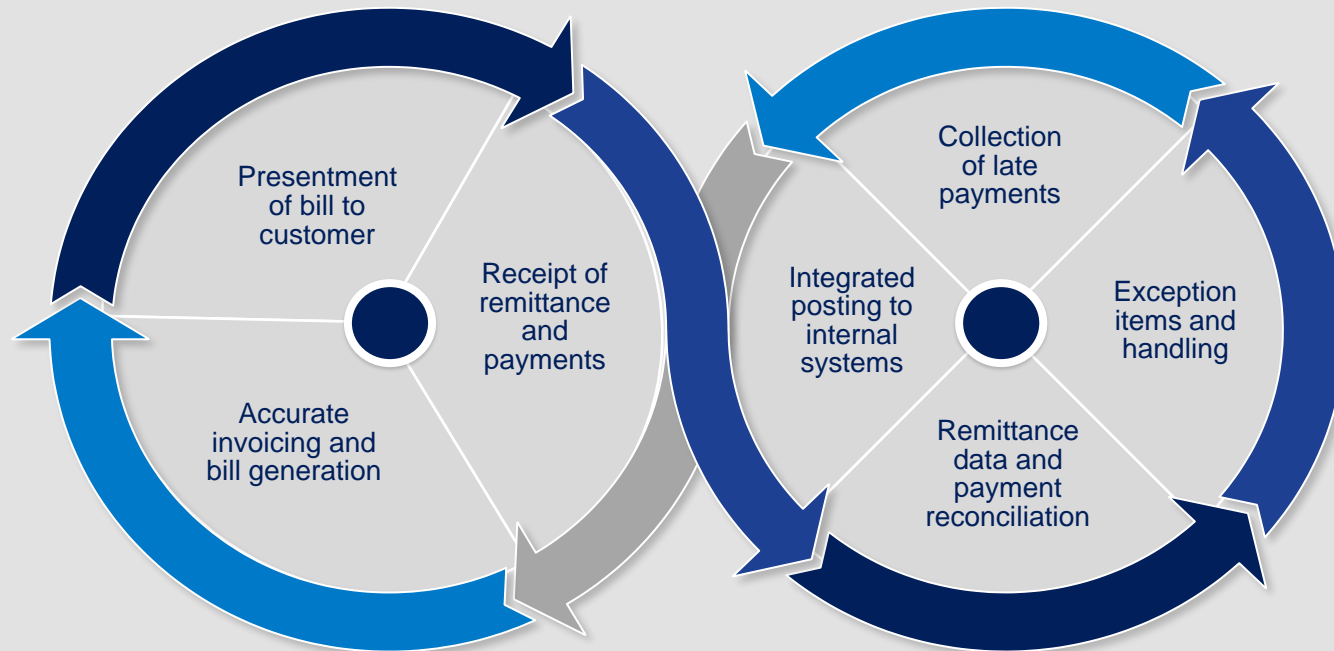 Presentment
of bill to
customer
Receipt of
remittance
and
payments
Accurate
invoicing and
bill generation
Collection
of late
payments
Integrated
posting to
internal
systems
Exception
items and
handling
Remittance
data and
payment
reconciliation